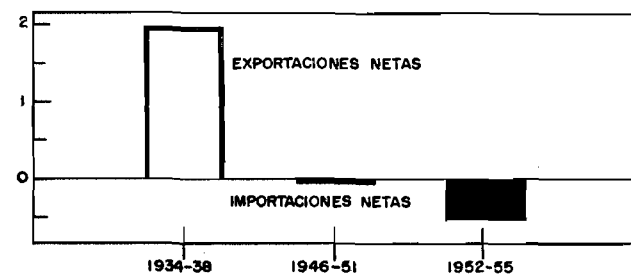 2
EXPORTACIONES NETAS
1
0
IMPORTACIONES NETAS
1934-38 1946-51 1952-55